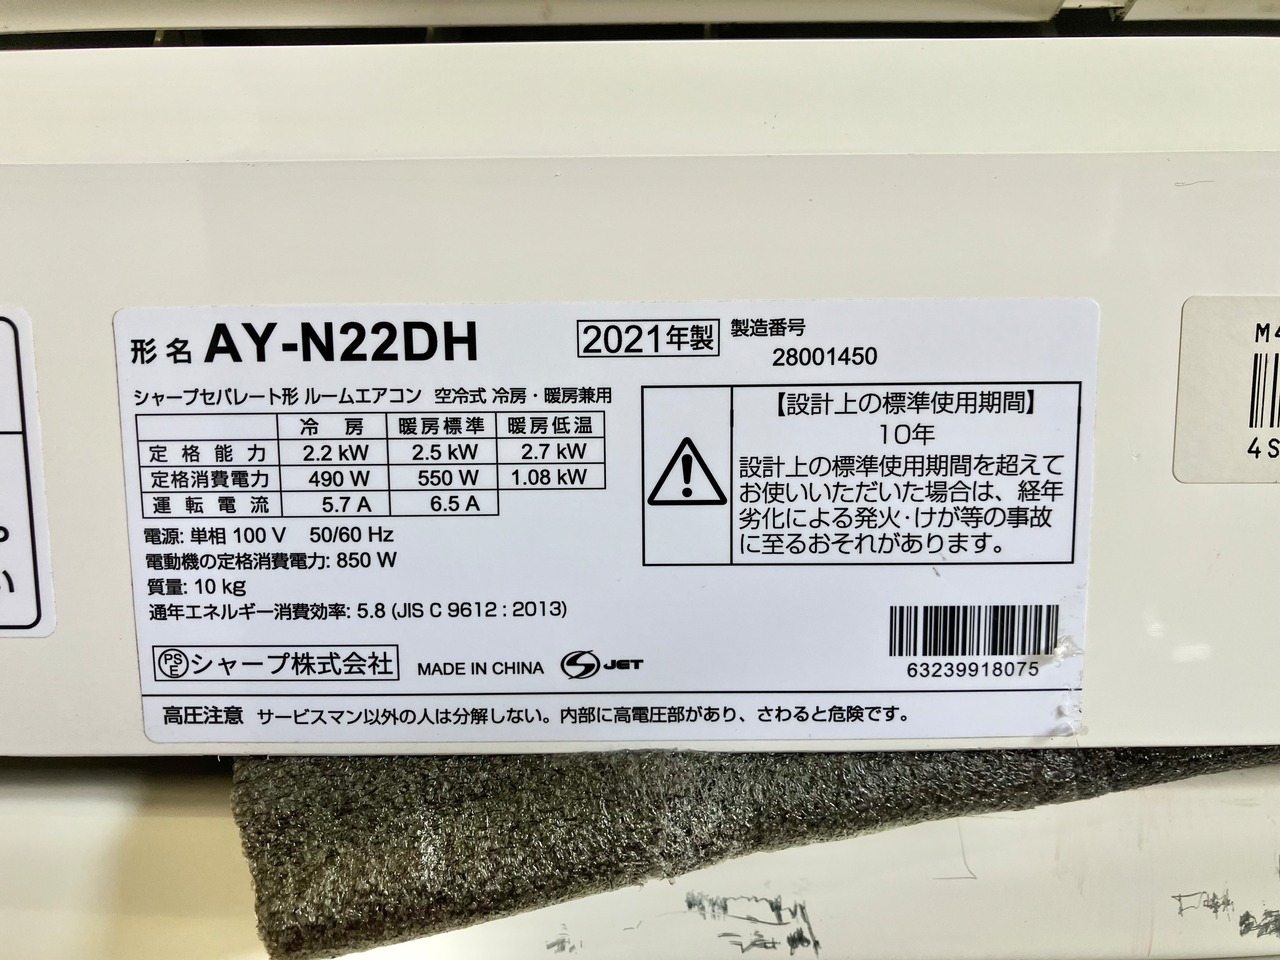 形名 AY-N22DH
2021年製
製造番号
28001450
シャープセパレート形 ルームエアコン 空冷式 冷房・暖房兼用
冷房 暖房標準 暖房低温
定格能力 2.2 kW 2.5 kW 2.7 kW
定格消費電力 490 W 550 W 1.08 kW
運転電流 5.7 A 6.5 A
電源: 単相 100 V 50/60 Hz
電動機の定格消費電力: 850 W
質量: 10 kg
通年エネルギー消費効率: 5.8 (JIS C 9612 : 2013)
PSE シャープ株式会社 MADE IN CHINA S JET
【設計上の標準使用期間】
10年
設計上の標準使用期間を超えて
お使いいただいた場合は、経年
劣化による発火・けが等の事故
に至るおそれがあります。
63239918075
高圧注意 サービスマン以外の人は分解しない。内部に高電圧部があり、さわると危険です。
い
M4
4S